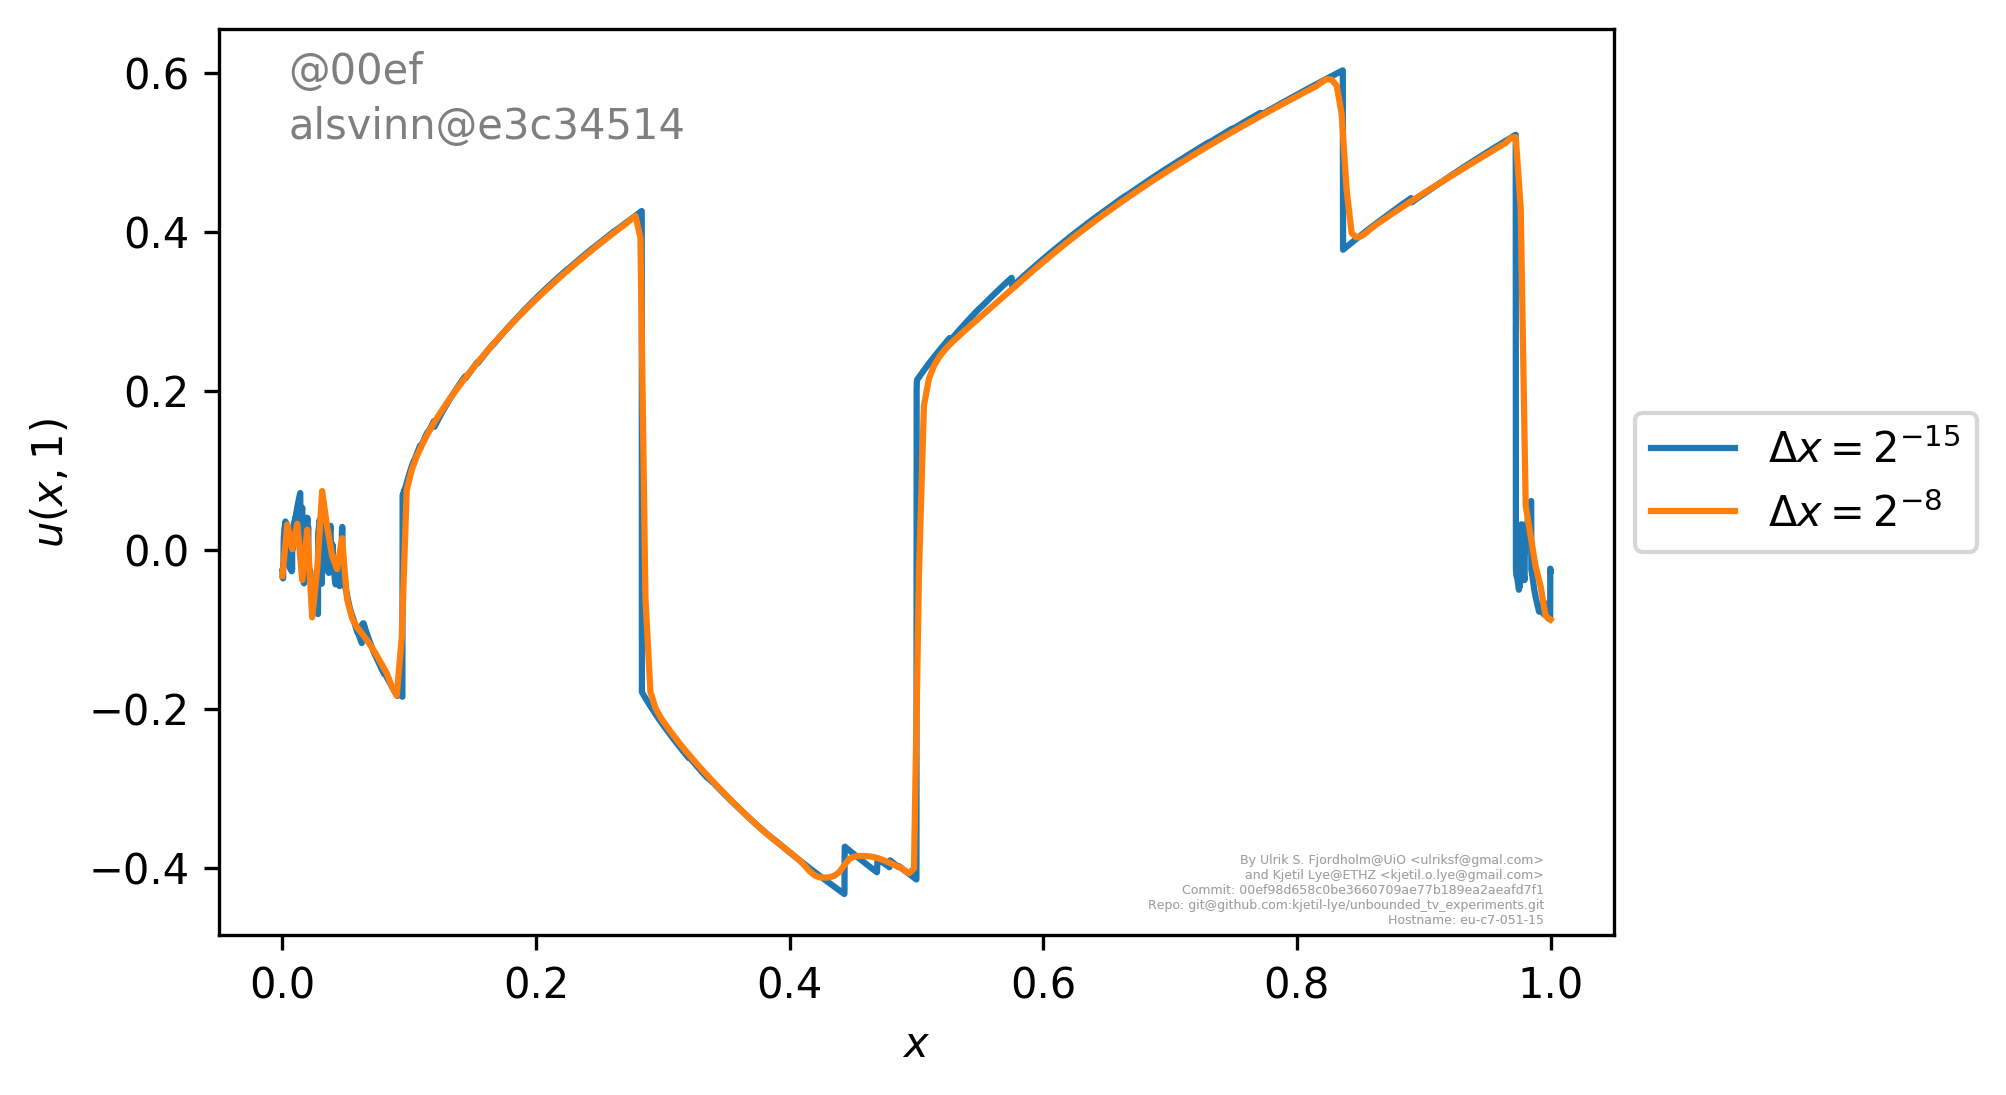 @00ef
alsvinn@e3c34514
0.6
0.4
0.2
0.0
−0.2
−0.4
u(x, 1)
0.0 0.2 0.4 0.6 0.8 1.0
x
Δx = 2⁻¹⁵
Δx = 2⁻⁸
By Ulrik S. Fjordholm@UiO <ulriksf@gmal.com>
and Kjetil Lye@ETHZ <kjetil.o.lye@gmail.com>
Commit: 00ef98d658c0be3660709ae77b189ea2aeafd7f1
Repo: git@github.com:kjetil-lye/unbounded_tv_experiments.git
Hostname: eu-c7-051-15